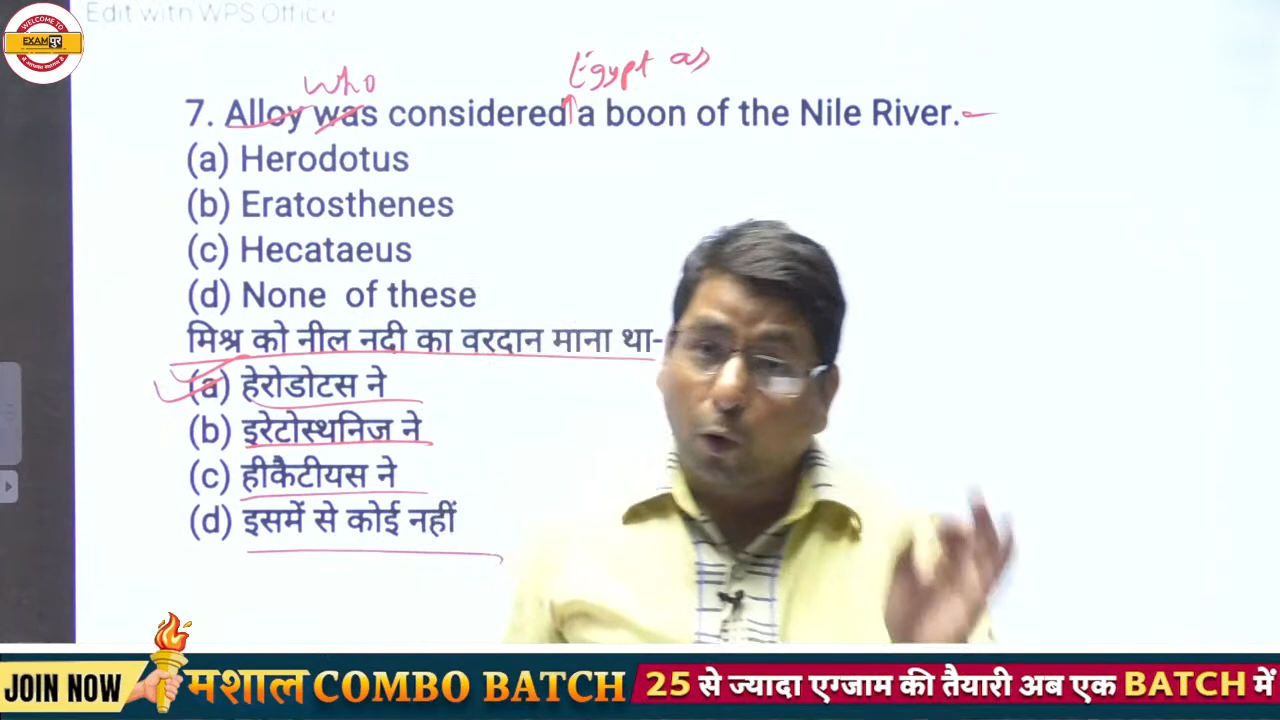 Edit with WPS Office
WELCOME TO
EXAMपुर
Who
Egypt as
7. Alloy was considered a boon of the Nile River.
(a) Herodotus
(b) Eratosthenes
(c) Hecataeus
(d) None of these
मिश्र को नील नदी का वरदान माना था-
(a) हेरोडोटस ने
(b) इरेटोस्थनिज ने
(c) हीकैटीयस ने
(d) इसमें से कोई नहीं
JOIN NOW
मशाल COMBO BATCH
25 से ज्यादा एग्जाम की तैयारी अब एक BATCH में